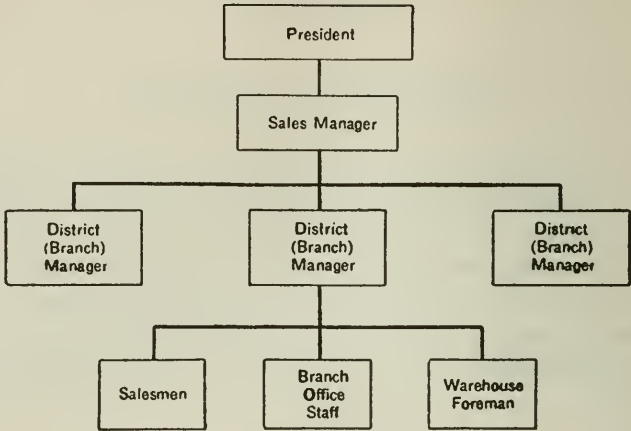 President
Sales Manager
District
(Branch)
Manager
District
(Branch)
Manager
District
(Branch)
Manager
Salesmen
Branch
Office
Staff
Warehouse
Foreman